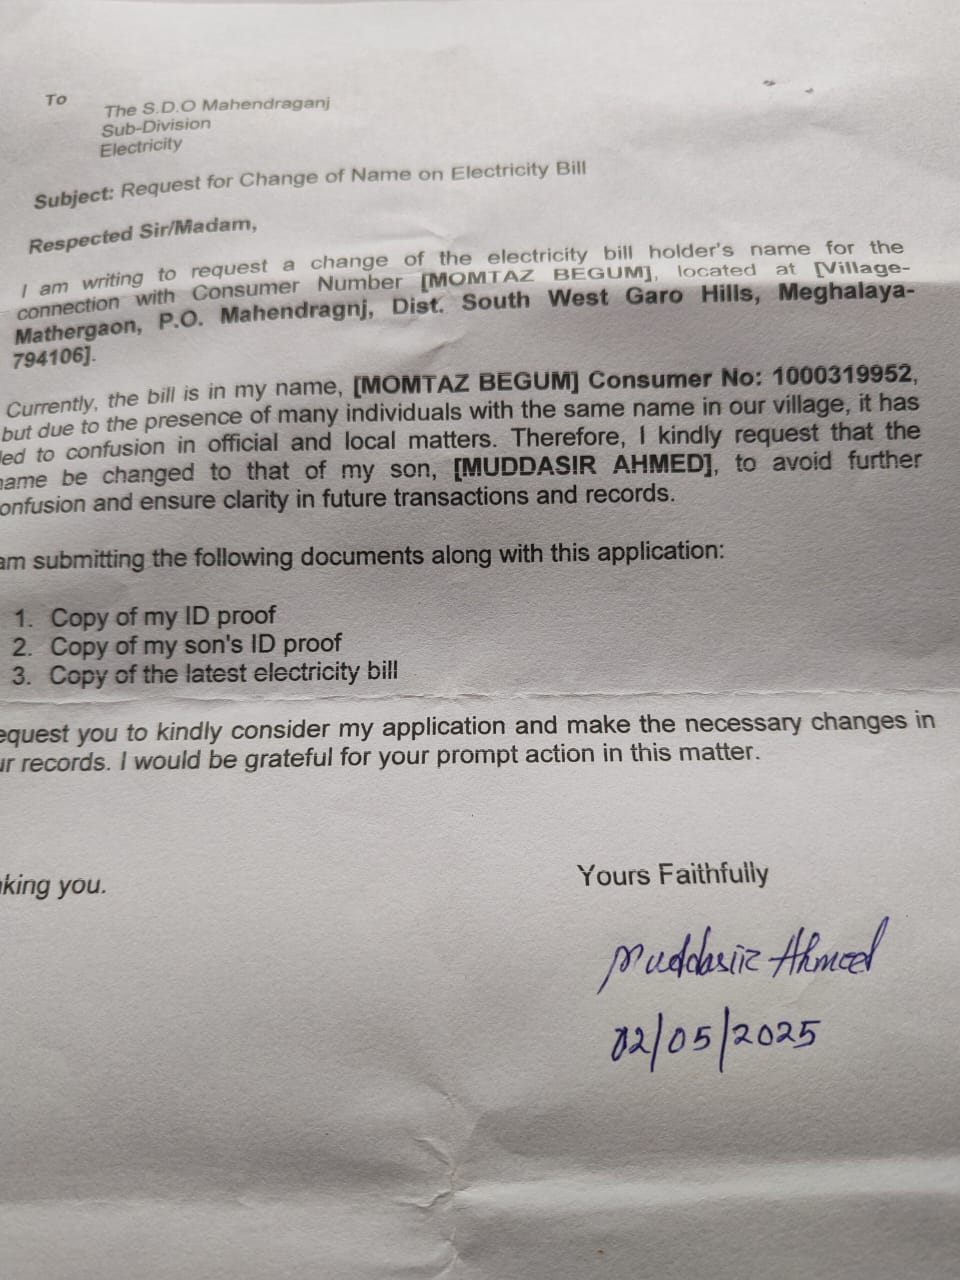 To
The S.D.O Mahendraganj
Sub-Division
Electricity
Subject: Request for Change of Name on Electricity Bill
Respected Sir/Madam,
I am writing to request a change of the electricity bill holder's name for the
connection with Consumer Number [MOMTAZ BEGUM], located at [Village-
Mathergaon, P.O. Mahendragnj, Dist. South West Garo Hills, Meghalaya-
794106].
Currently, the bill is in my name, [MOMTAZ BEGUM] Consumer No: 1000319952,
but due to the presence of many individuals with the same name in our village, it has
led to confusion in official and local matters. Therefore, I kindly request that the
name be changed to that of my son, [MUDDASIR AHMED], to avoid further
onfusion and ensure clarity in future transactions and records.
am submitting the following documents along with this application:
1. Copy of my ID proof
2. Copy of my son's ID proof
3. Copy of the latest electricity bill
equest you to kindly consider my application and make the necessary changes in
ur records. I would be grateful for your prompt action in this matter.
king you.
Yours Faithfully
Muddasir Ahmed
02/05/2025